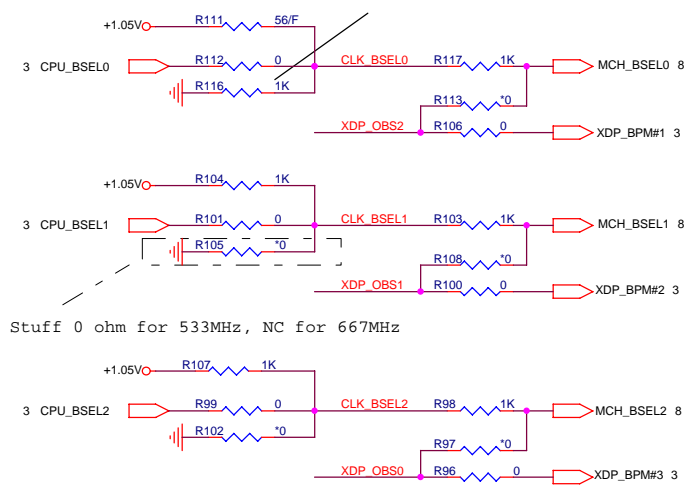 R111 56/F
+1.05V
3 CPU_BSEL0 R112 0 CLK_BSEL0 R117 1K MCH_BSEL0 8
R116 1K
R113 *0
XDP_OBS2 R106 0 XDP_BPM#1 3
R104 1K
+1.05V
3 CPU_BSEL1 R101 0 CLK_BSEL1 R103 1K MCH_BSEL1 8
R105 *0
R108 *0
XDP_OBS1 R100 0 XDP_BPM#2 3
Stuff 0 ohm for 533MHz, NC for 667MHz
R107 1K
+1.05V
3 CPU_BSEL2 R99 0 CLK_BSEL2 R98 1K MCH_BSEL2 8
R102 *0
R97 *0
XDP_OBS0 R96 0 XDP_BPM#3 3